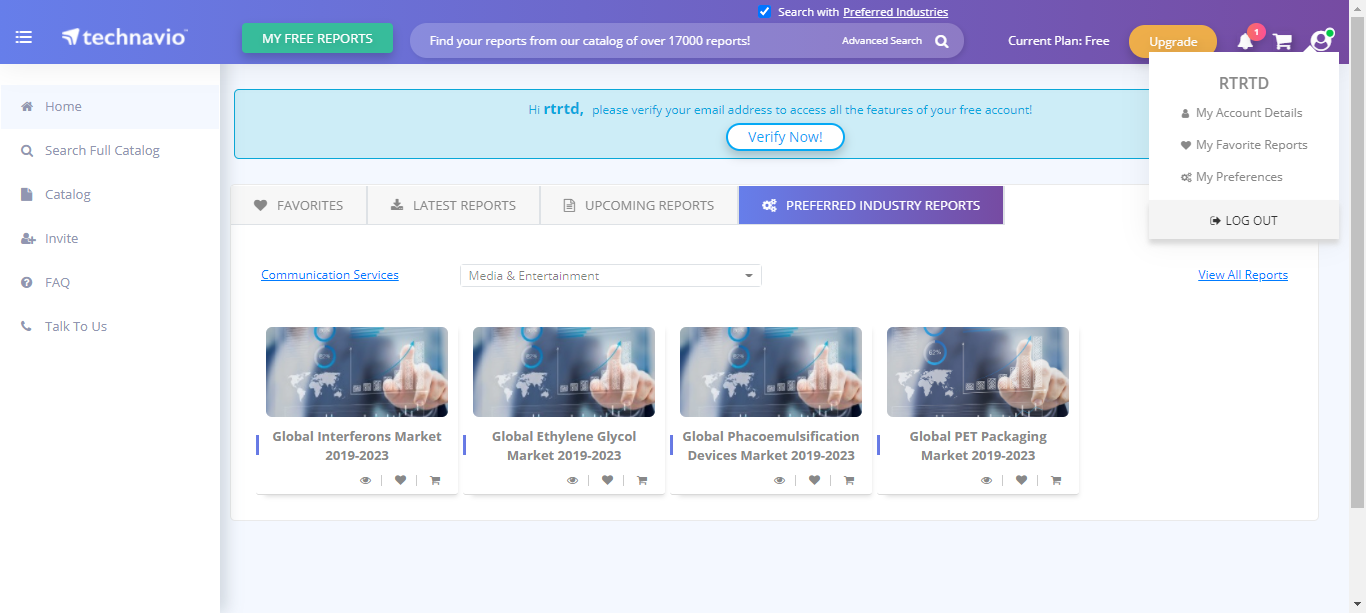 Search with Preferred Industries
technavio
MY FREE REPORTS
Find your reports from our catalog of over 17000 reports!
Advanced Search
Current Plan: Free
Upgrade
1
RTRTD
My Account Details
My Favorite Reports
My Preferences
LOG OUT
Home
Search Full Catalog
Catalog
Invite
FAQ
Talk To Us
Hi rtrtd, please verify your email address to access all the features of your free account!
Verify Now!
FAVORITES
LATEST REPORTS
UPCOMING REPORTS
PREFERRED INDUSTRY REPORTS
Communication Services
Media & Entertainment
View All Reports
Global Interferons Market
2019-2023
Global Ethylene Glycol
Market 2019-2023
Global Phacoemulsification
Devices Market 2019-2023
62%
Global PET Packaging
Market 2019-2023